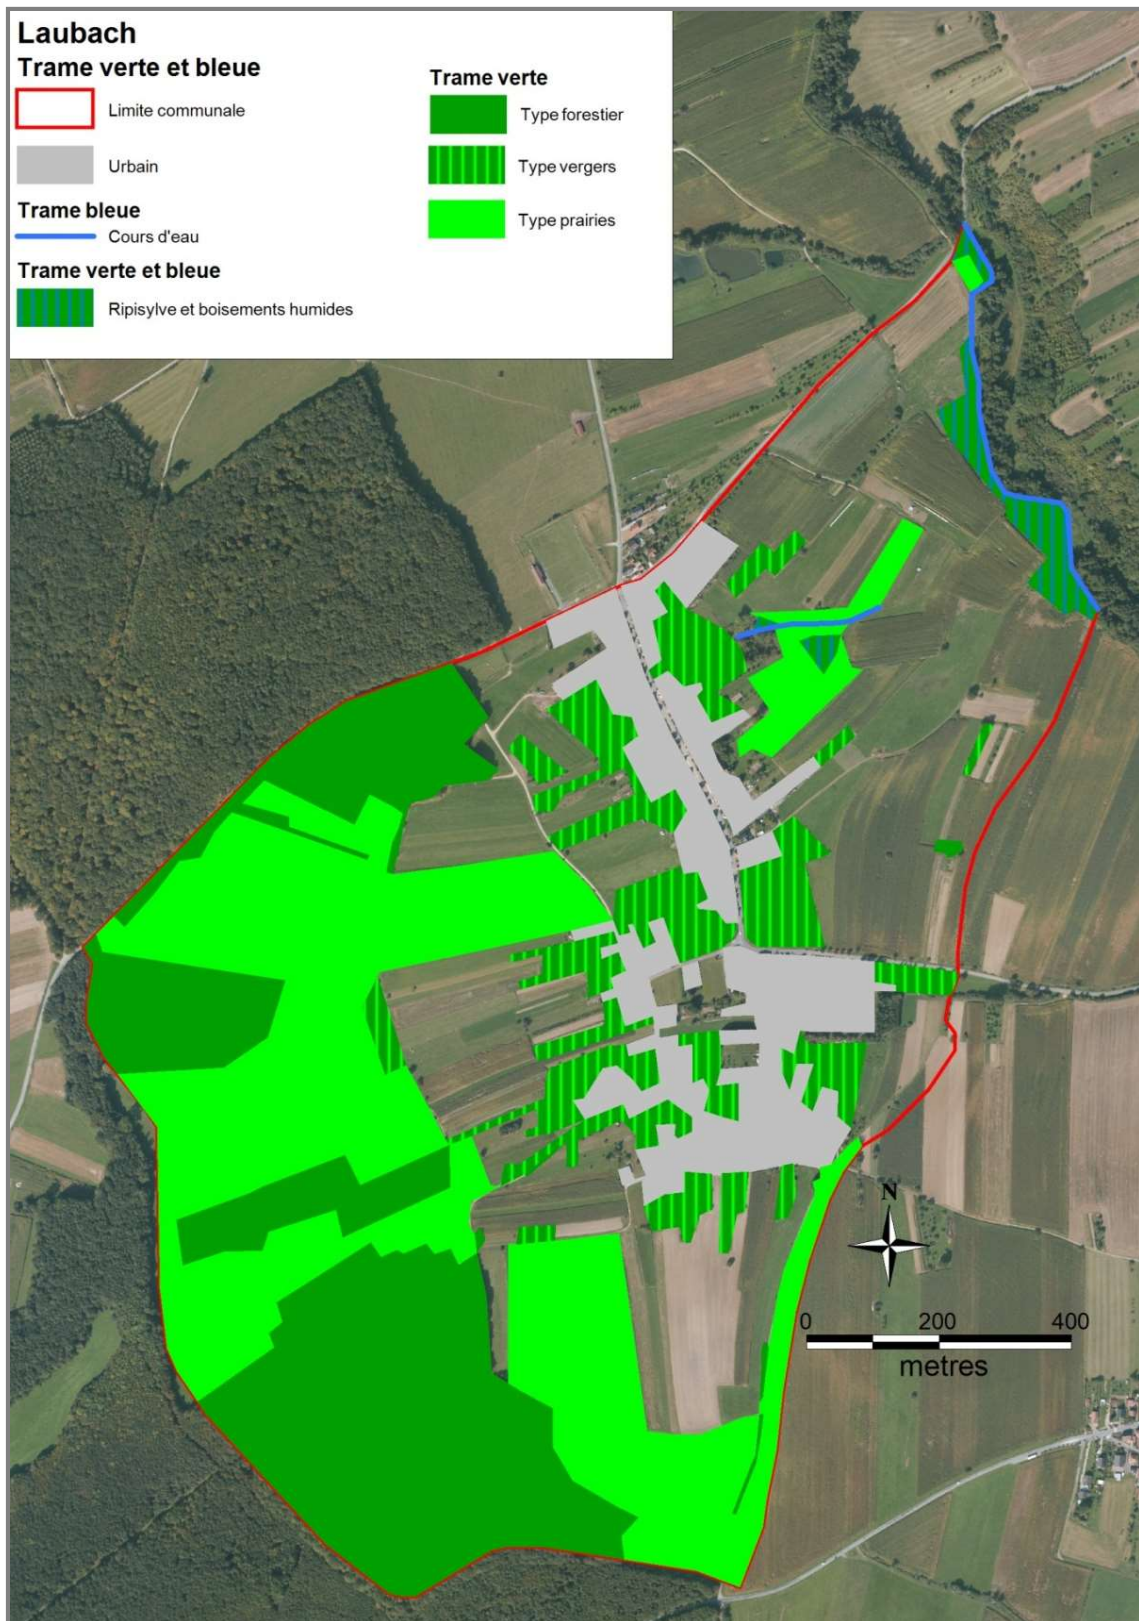 Laubach
Trame verte et bleue
Limite communale
Urbain
Trame bleue
Cours d'eau
Trame verte et bleue
Ripisylve et boisements humides
Trame verte
Type forestier
Type vergers
Type prairies
N
0 200 400
metres